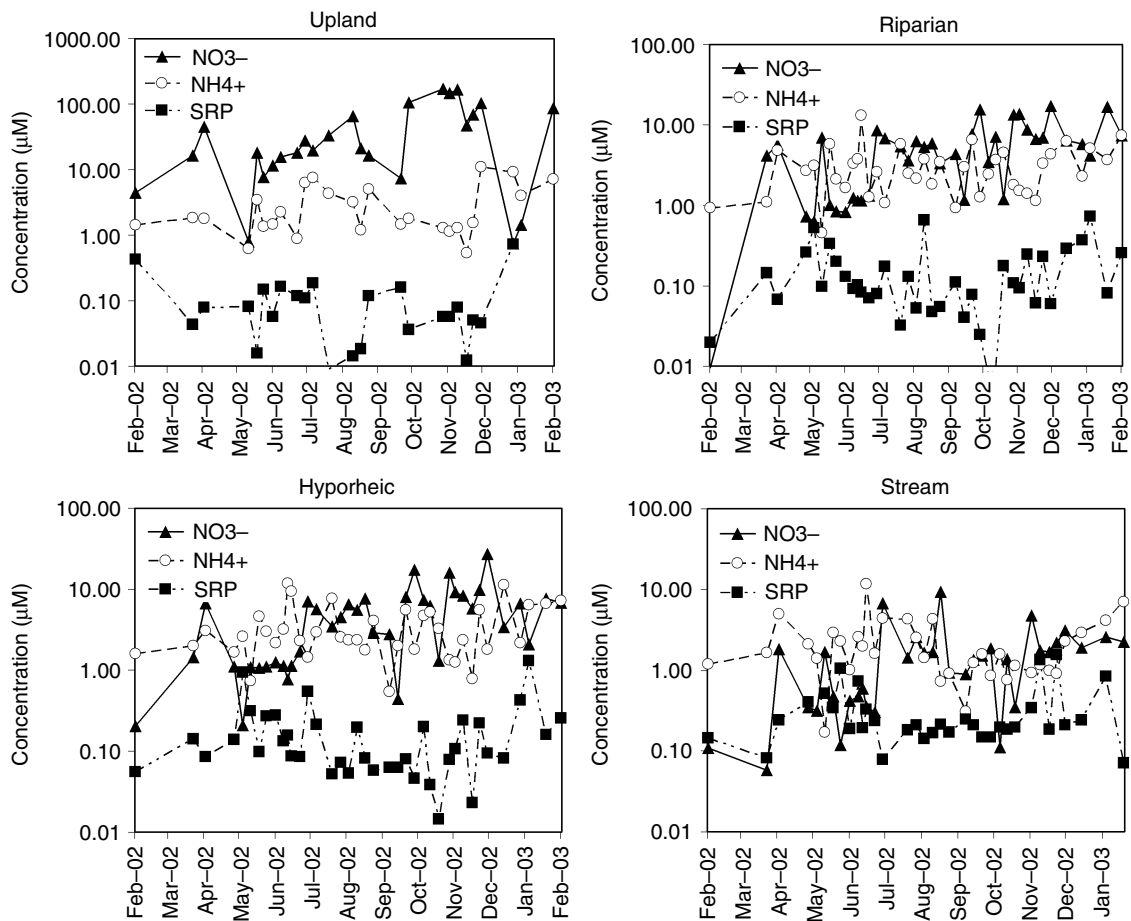 Upland
1000.00
100.00
10.00
1.00
0.10
0.01
Concentration (μM)
NO3–
NH4+
SRP
Feb–02
Mar–02
Apr–02
May–02
Jun–02
Jul–02
Aug–02
Sep–02
Oct–02
Nov–02
Dec–02
Jan–03
Feb–03
Riparian
100.00
10.00
1.00
0.10
0.01
Concentration (μM)
NO3–
NH4+
SRP
Feb–02
Mar–02
Apr–02
May–02
Jun–02
Jul–02
Aug–02
Sep–02
Oct–02
Nov–02
Dec–02
Jan–03
Feb–03
Hyporheic
100.00
10.00
1.00
0.10
0.01
Concentration (μM)
NO3–
NH4+
SRP
Feb–02
Mar–02
Apr–02
May–02
Jun–02
Jul–02
Aug–02
Sep–02
Oct–02
Nov–02
Dec–02
Jan–03
Feb–03
Stream
100.00
10.00
1.00
0.10
0.01
Concentration (μM)
NO3–
NH4+
SRP
Feb–02
Mar–02
Apr–02
May–02
Jun–02
Jul–02
Aug–02
Sep–02
Oct–02
Nov–02
Dec–02
Jan–03